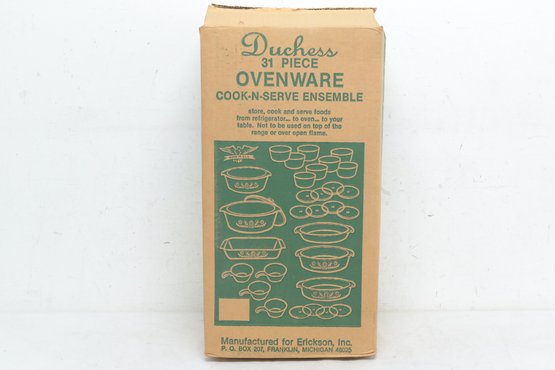 Duchess
31 PIECE
OVENWARE
COOK-N-SERVE ENSEMBLE
store, cook and serve foods
from refrigerator... to oven... to your
table. Not to be used on top of the
range or over open flame.
Manufactured for Erickson, Inc.
P. O. BOX 207, FRANKLIN, MICHIGAN 48025